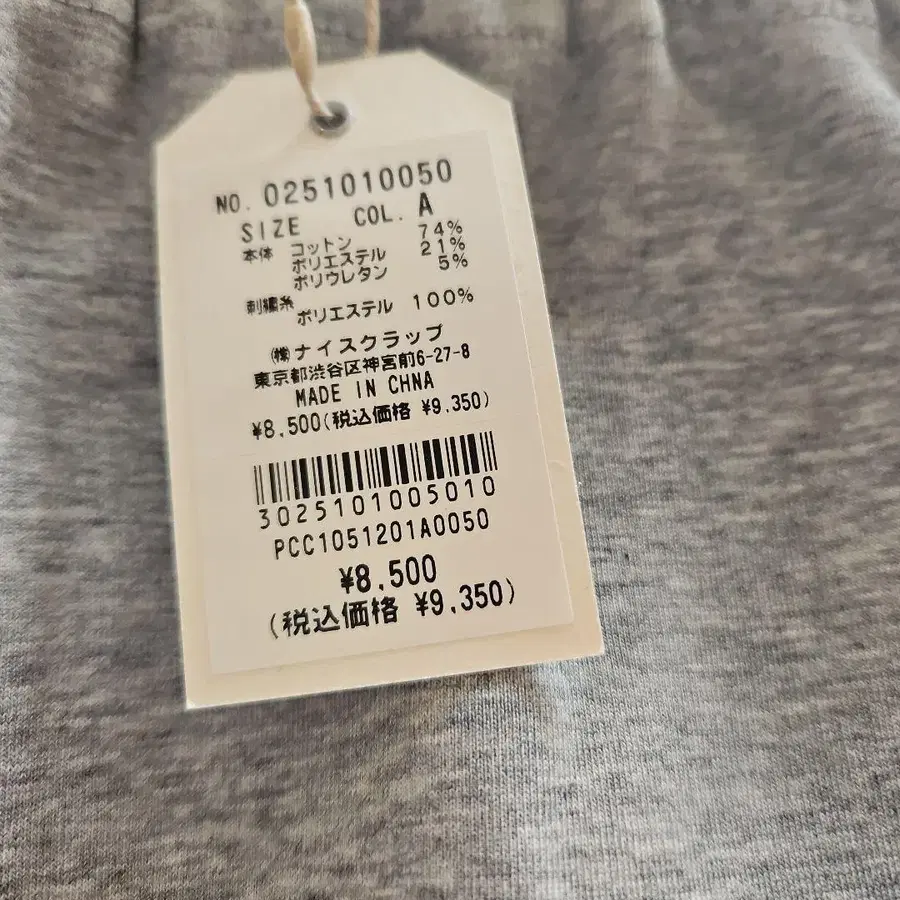 NO. 0251010050
SIZE COL. A
本体 コットン 74%
ポリエステル 21%
ポリウレタン 5%
刺繍糸 ポリエステル 100%
㈱ナイスクラップ
東京都渋谷区神宮前6-27-8
MADE IN CHNA
¥8,500(税込価格 ¥9,350)
3025101005010
PCC1051201A0050
¥8,500
(税込価格 ¥9,350)